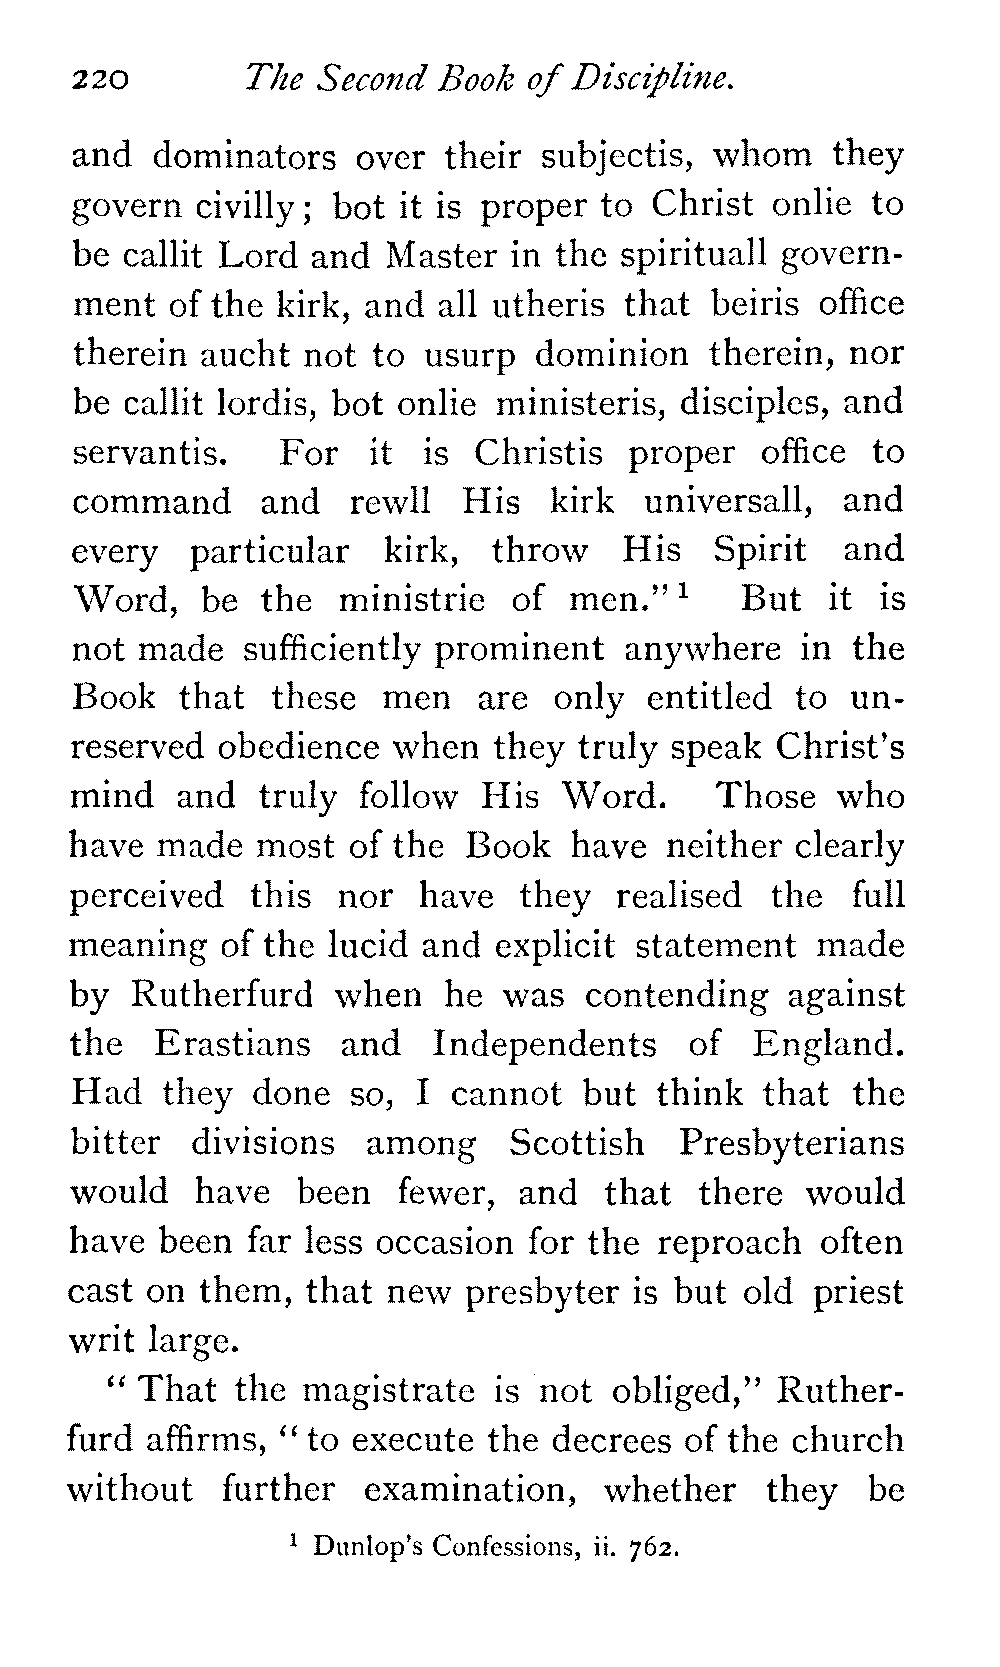 220 The Second Book of Discipline.
and dominators over their subjectis, whom they
govern civilly; bot it is proper to Christ onlie to
be callit Lord and Master in the spirituall govern-
ment of the kirk, and all utheris that beiris office
therein aucht not to usurp dominion therein, nor
be callit lordis, bot onlie ministeris, disciples, and
servantis. For it is Christis proper office to
command and rewll His kirk universall, and
every particular kirk, throw His Spirit and
Word, be the ministrie of men." ¹ But it is
not made sufficiently prominent anywhere in the
Book that these men are only entitled to un-
reserved obedience when they truly speak Christ's
mind and truly follow His Word. Those who
have made most of the Book have neither clearly
perceived this nor have they realised the full
meaning of the lucid and explicit statement made
by Rutherfurd when he was contending against
the Erastians and Independents of England.
Had they done so, I cannot but think that the
bitter divisions among Scottish Presbyterians
would have been fewer, and that there would
have been far less occasion for the reproach often
cast on them, that new presbyter is but old priest
writ large.
"That the magistrate is not obliged," Ruther-
furd affirms, "to execute the decrees of the church
without further examination, whether they be
¹ Dunlop's Confessions, ii. 762.